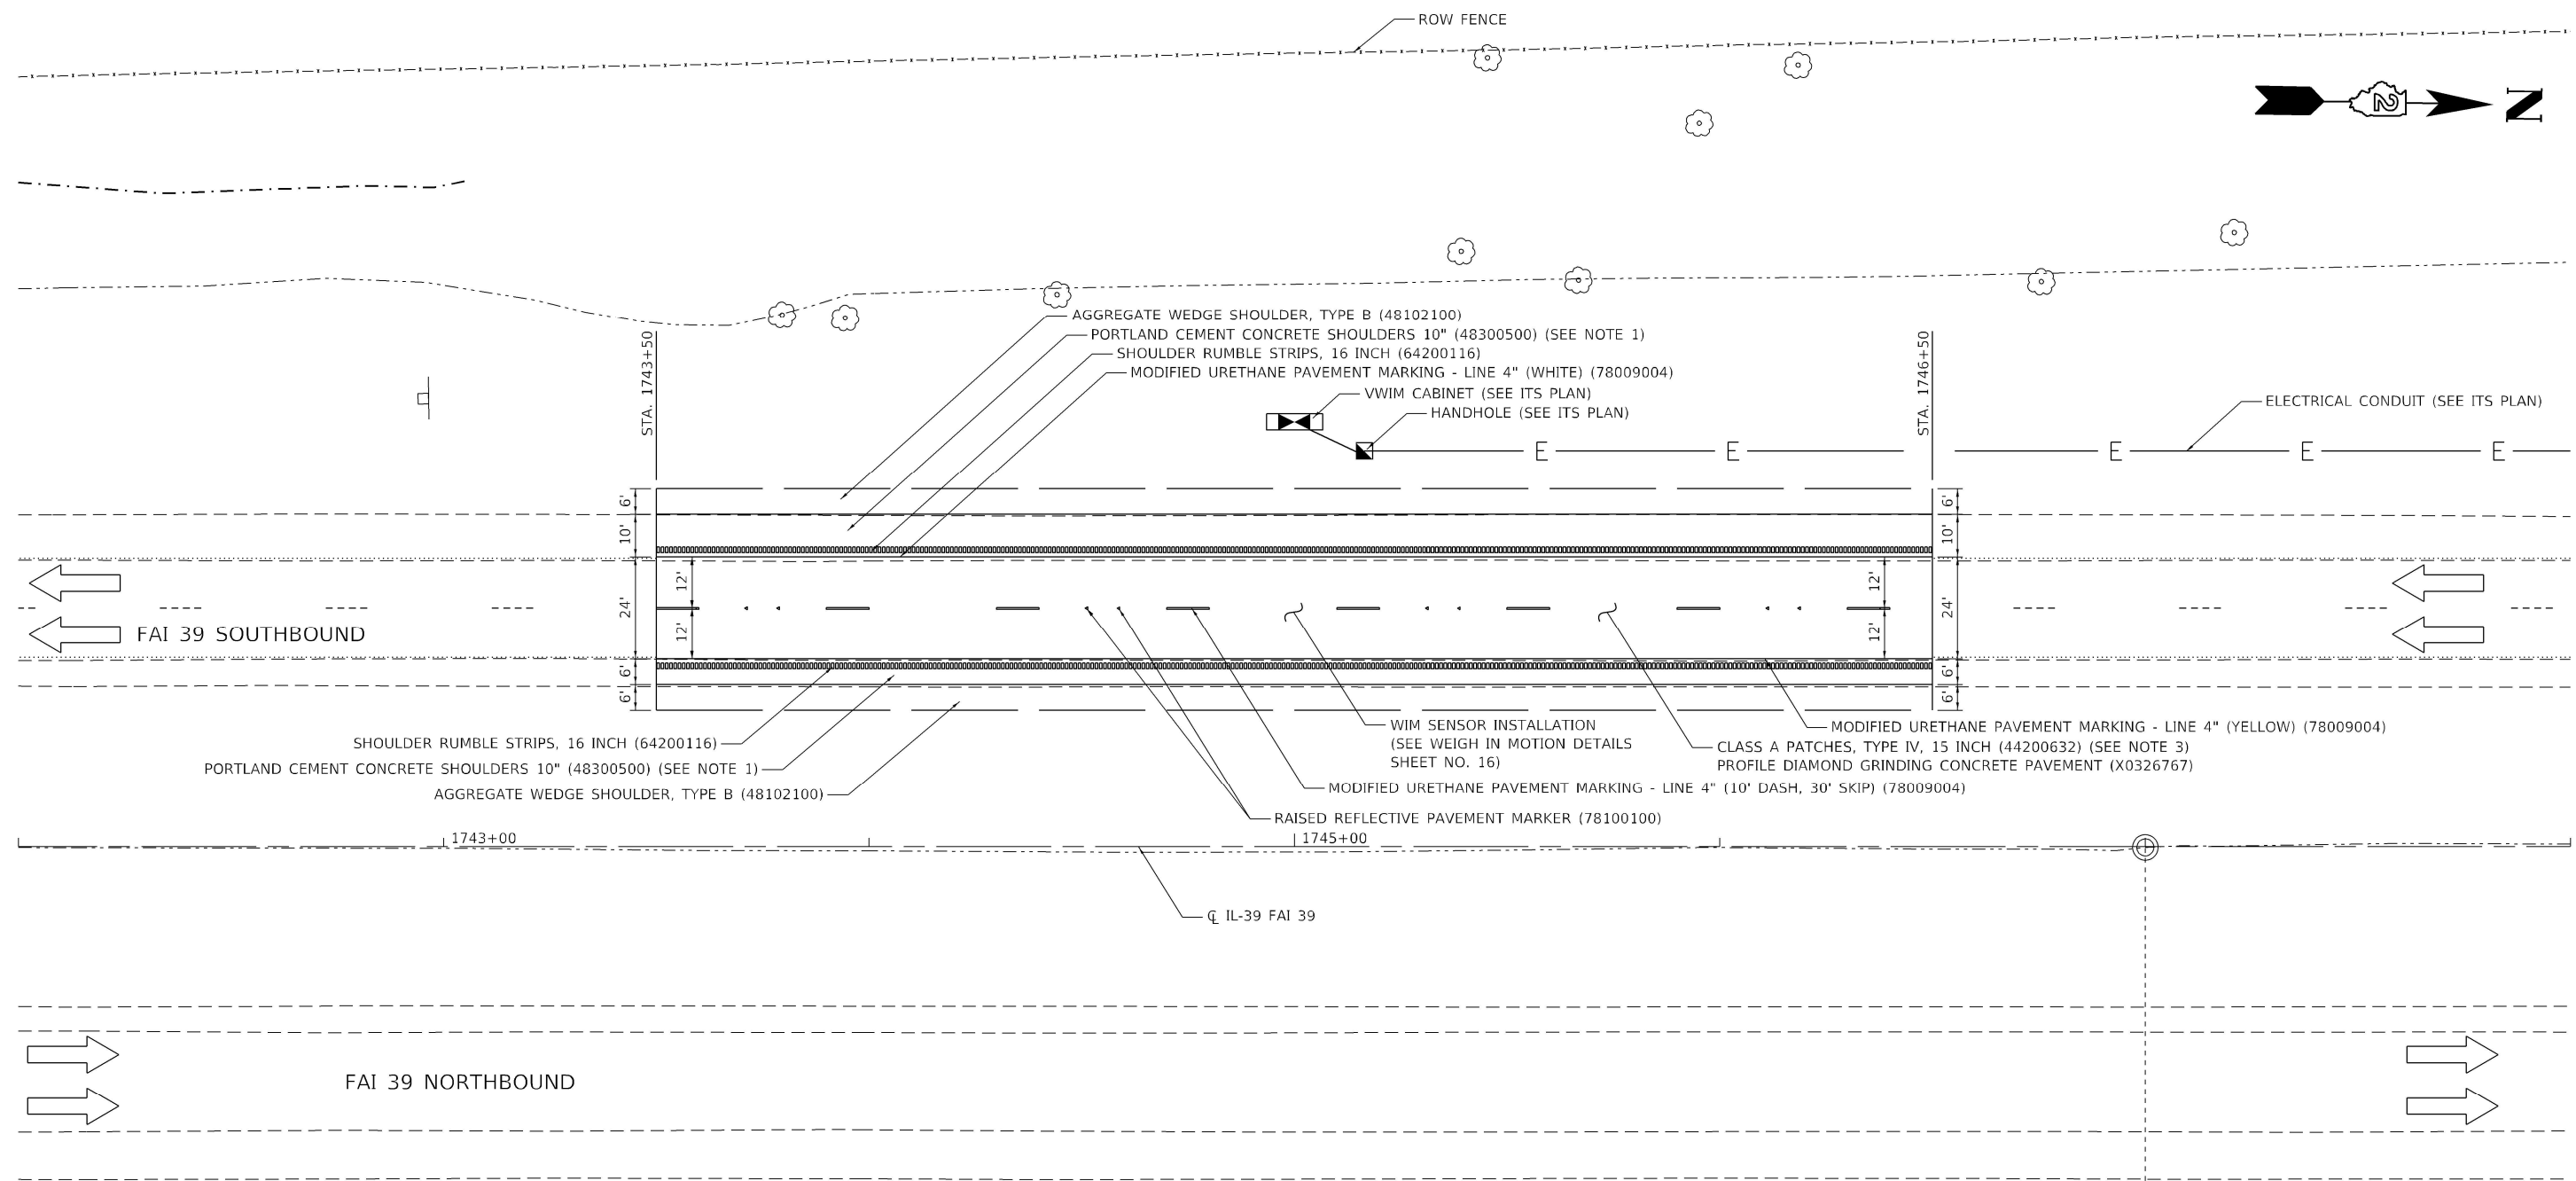 ROW FENCE
2
N
AGGREGATE WEDGE SHOULDER, TYPE B (48102100)
PORTLAND CEMENT CONCRETE SHOULDERS 10" (48300500) (SEE NOTE 1)
SHOULDER RUMBLE STRIPS, 16 INCH (64200116)
MODIFIED URETHANE PAVEMENT MARKING - LINE 4" (WHITE) (78009004)
VWIM CABINET (SEE ITS PLAN)
HANDHOLE (SEE ITS PLAN)
ELECTRICAL CONDUIT (SEE ITS PLAN)
STA. 1743+50
STA. 1746+50
E E E E E
6'
10'
24'
6'
6'
12'
12'
12'
12'
6'
10'
24'
6'
6'
FAI 39 SOUTHBOUND
SHOULDER RUMBLE STRIPS, 16 INCH (64200116)
PORTLAND CEMENT CONCRETE SHOULDERS 10" (48300500) (SEE NOTE 1)
AGGREGATE WEDGE SHOULDER, TYPE B (48102100)
WIM SENSOR INSTALLATION
(SEE WEIGH IN MOTION DETAILS
SHEET NO. 16)
MODIFIED URETHANE PAVEMENT MARKING - LINE 4" (YELLOW) (78009004)
CLASS A PATCHES, TYPE IV, 15 INCH (44200632) (SEE NOTE 3)
PROFILE DIAMOND GRINDING CONCRETE PAVEMENT (X0326767)
MODIFIED URETHANE PAVEMENT MARKING - LINE 4" (10' DASH, 30' SKIP) (78009004)
RAISED REFLECTIVE PAVEMENT MARKER (78100100)
1743+00
1745+00
℄ IL-39 FAI 39
FAI 39 NORTHBOUND